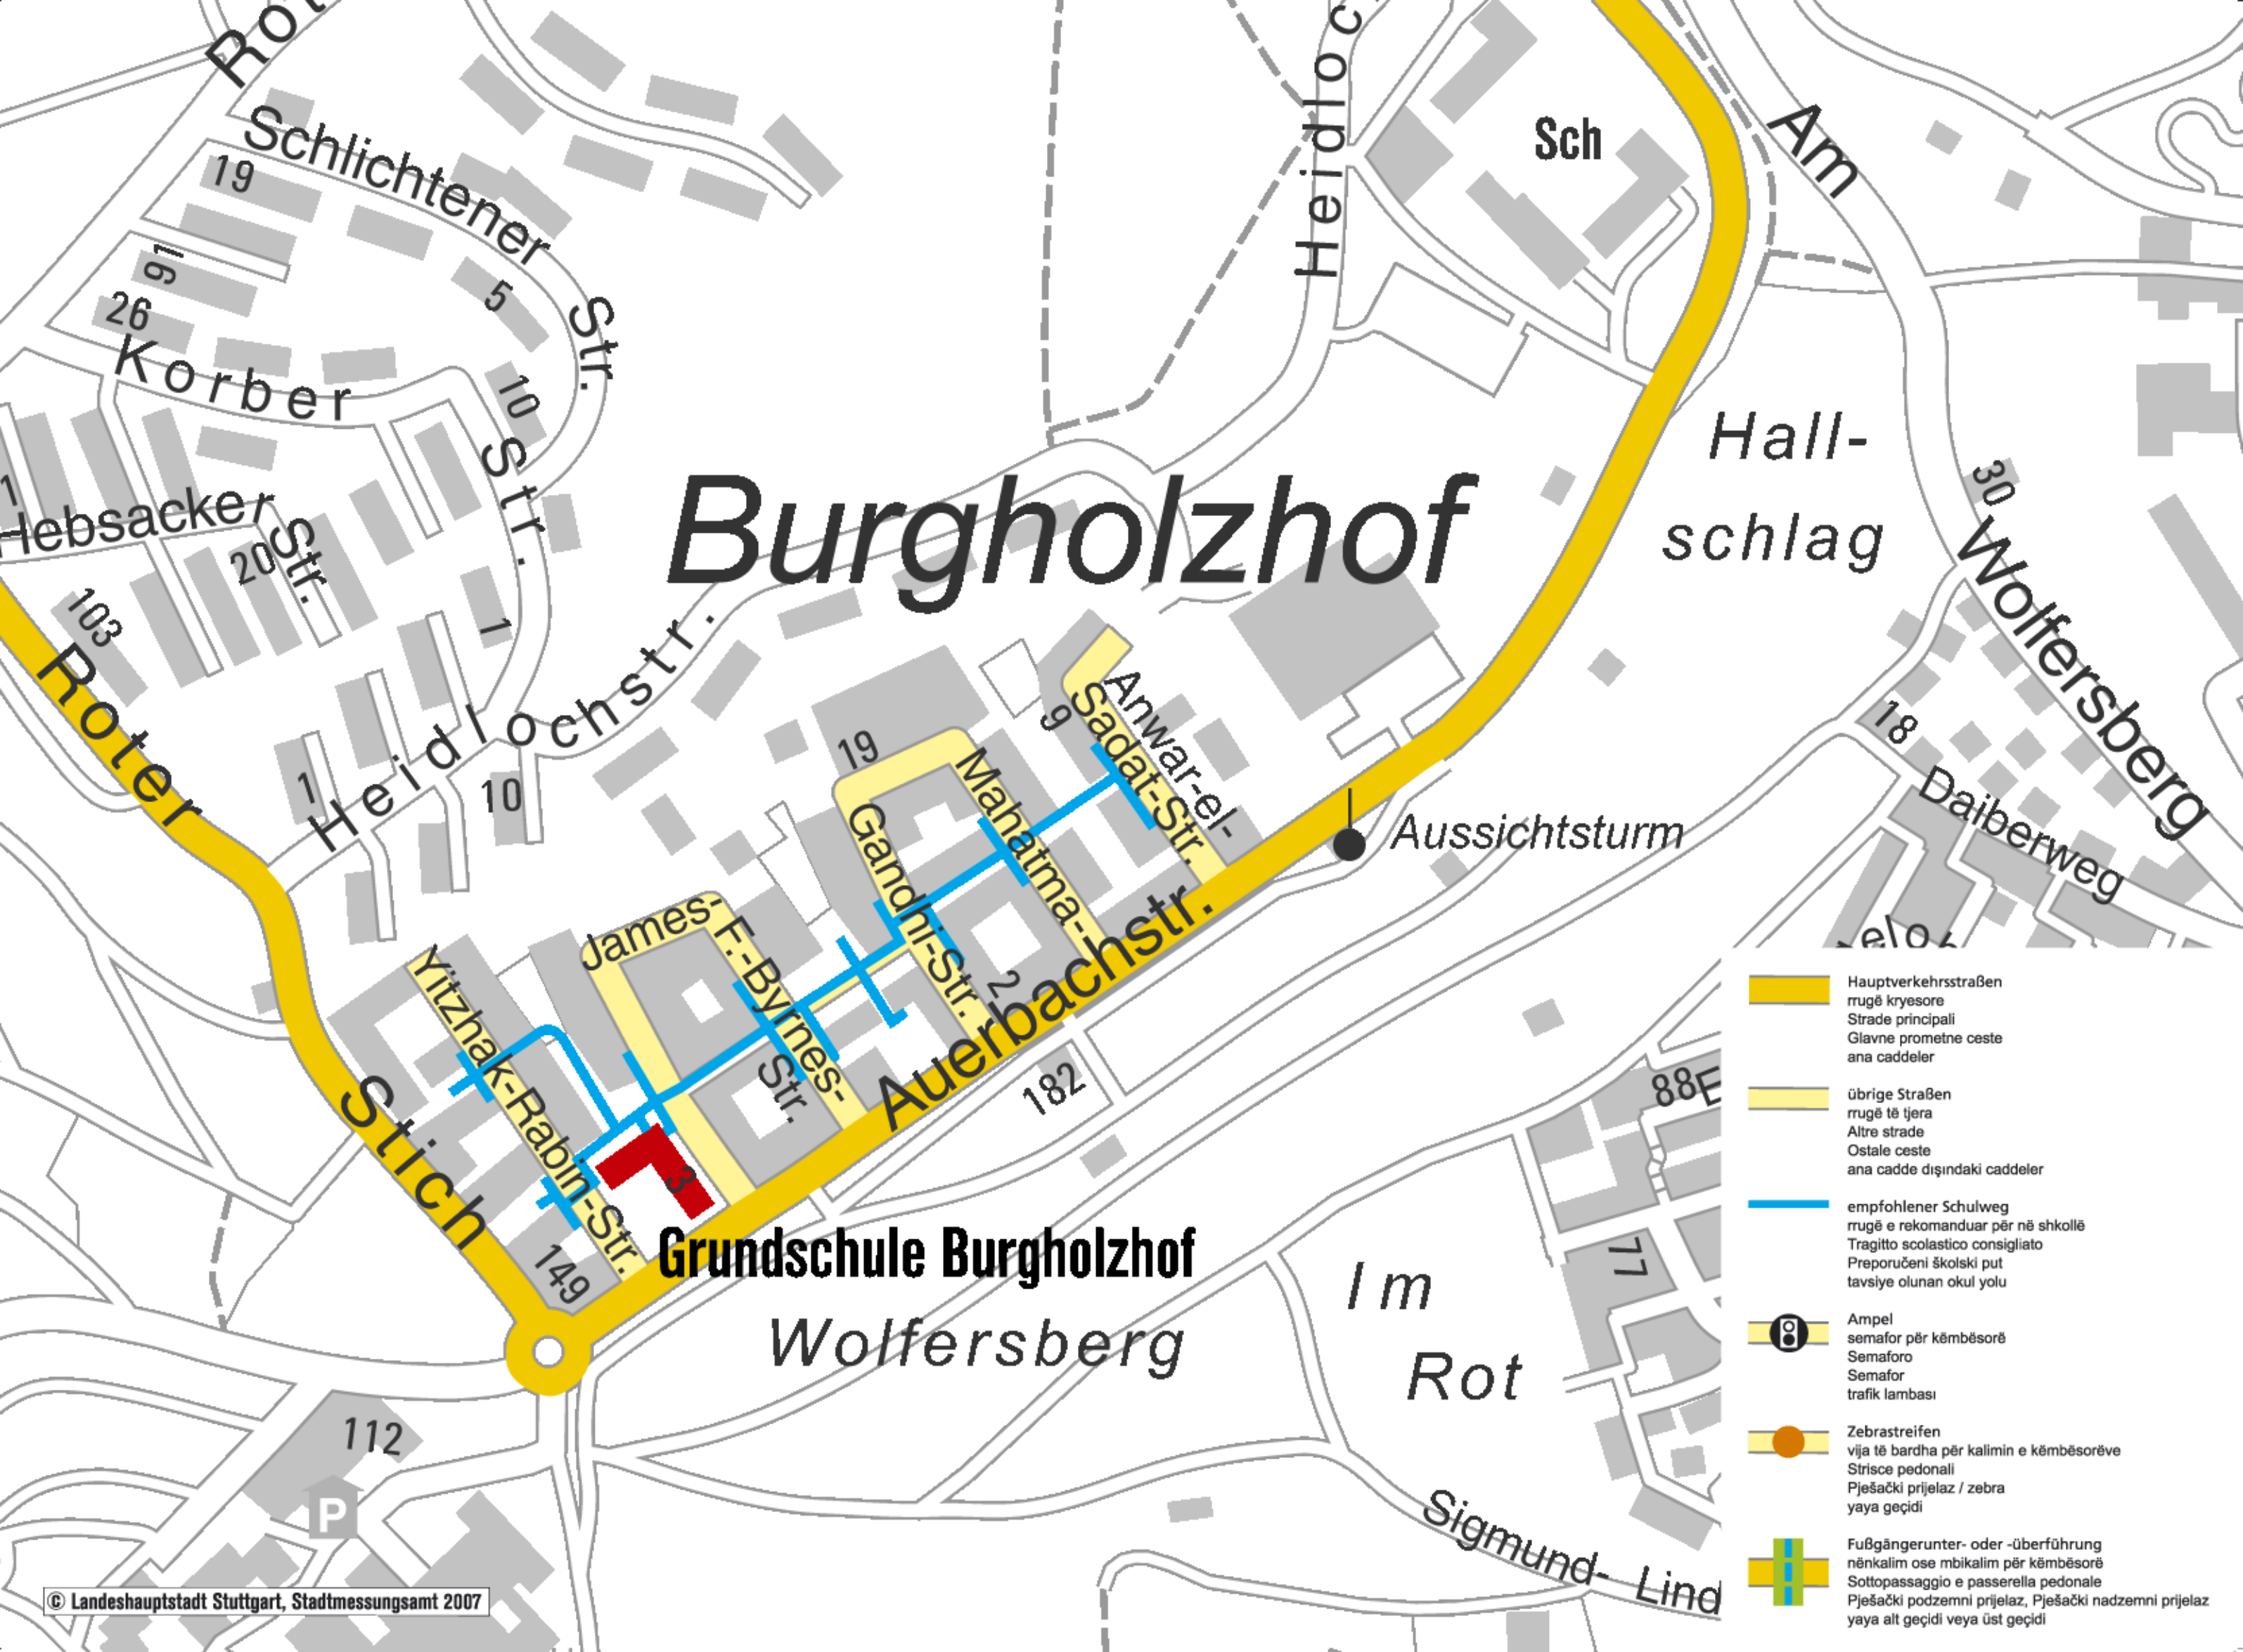 Rot
Schlichtener
Str.
19
91
26
5
10
Korber
Str.
Hebsacker
Str.
20
1
103
1
1
10
Heidlochstr.
Heidloc
Sch
Am
Wolfersberg
Hall-
schlag
30
18
Daiberweg
Burgholzhof
Roter
Stich
19
9
Anwar-el-
Sadat-Str.
Mahatma-
Gandhi-Str.
2
James-
F.-Byrnes-
Str.
Yitzhak-Rabin-Str.
Auerbachstr.
Aussichtsturm
182
3
149
Grundschule Burgholzhof
Wolfersberg
Im
Rot
88E
77
112
P
Sigmund-
Lind
© Landeshauptstadt Stuttgart, Stadtmessungsamt 2007
Hauptverkehrsstraßen
rrugë kryesore
Strade principali
Glavne prometne ceste
ana caddeler
übrige Straßen
rrugë të tjera
Altre strade
Ostale ceste
ana cadde dışındaki caddeler
empfohlener Schulweg
rrugë e rekomanduar për në shkollë
Tragitto scolastico consigliato
Preporučeni školski put
tavsiye olunan okul yolu
Ampel
semafor për këmbësorë
Semaforo
Semafor
trafik lambası
Zebrastreifen
vija të bardha për kalimin e këmbësorëve
Strisce pedonali
Pješački prijelaz / zebra
yaya geçidi
Fußgängerunter- oder -überführung
nënkalim ose mbikalim për këmbësorë
Sottopassaggio e passerella pedonale
Pješački podzemni prijelaz, Pješački nadzemni prijelaz
yaya alt geçidi veya üst geçidi